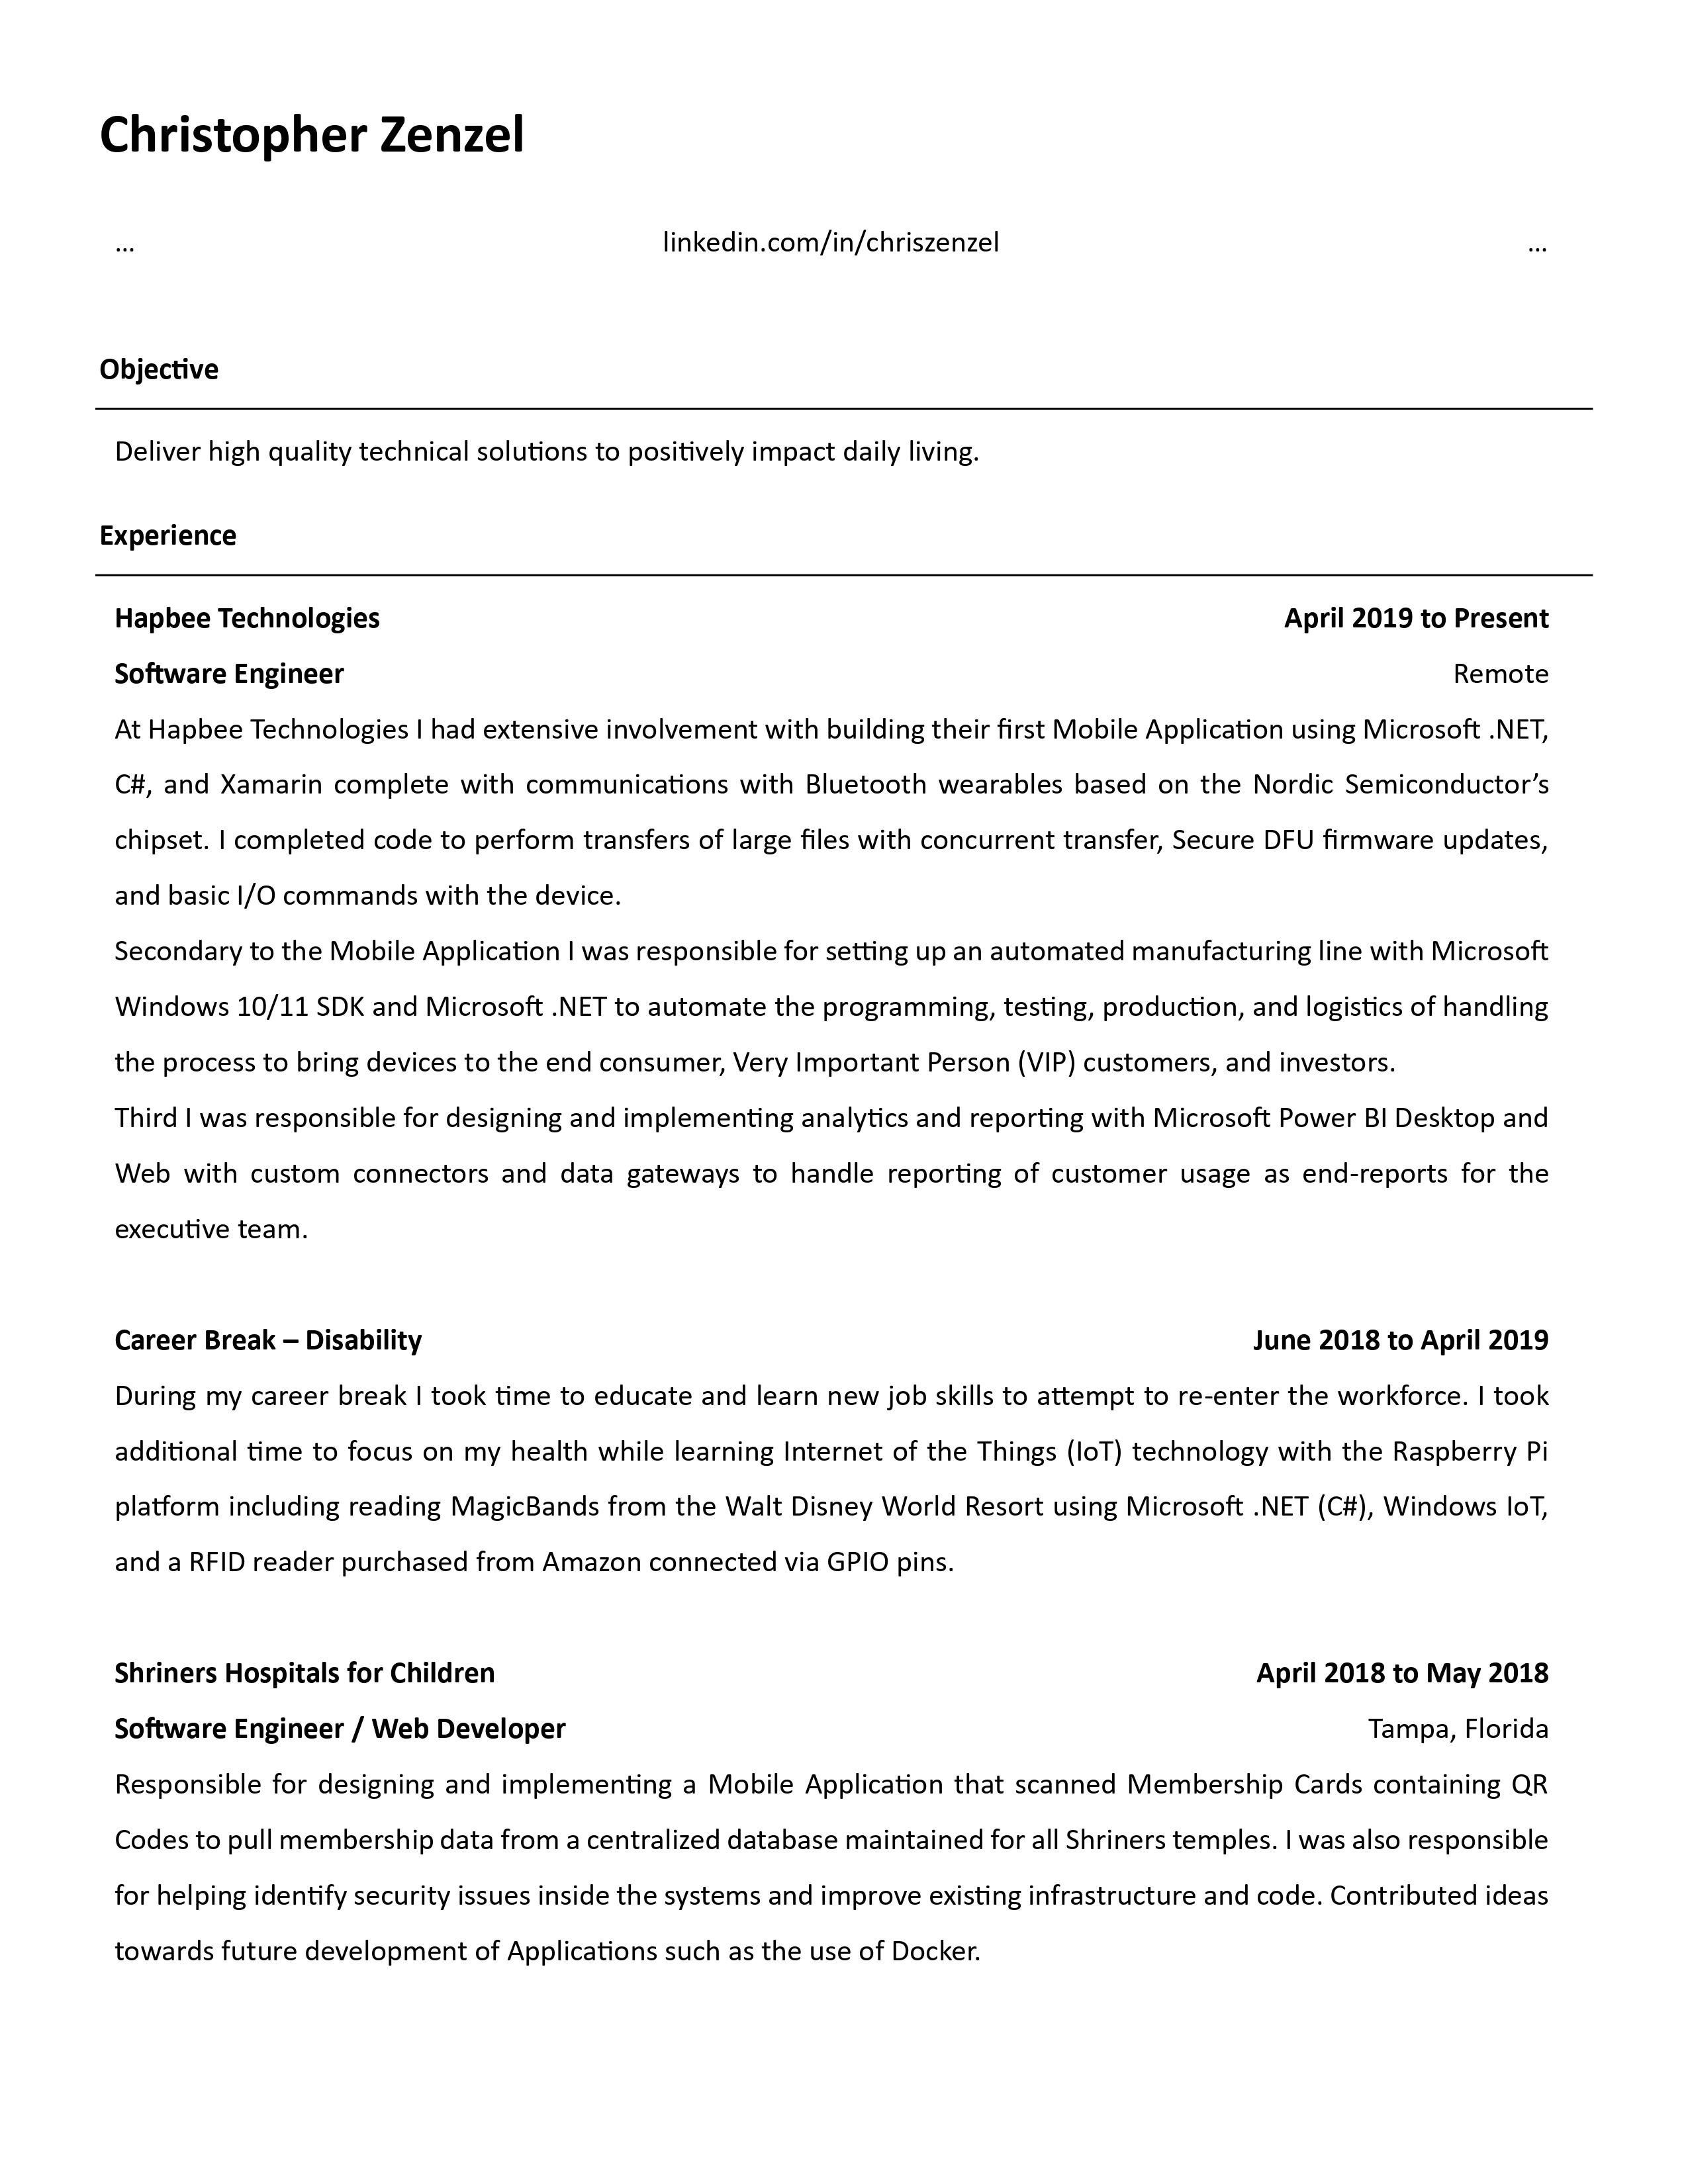 Christopher Zenzel
... linkedin.com/in/chriszenzel ...
Objective
Deliver high quality technical solutions to positively impact daily living.
Experience
Hapbee Technologies April 2019 to Present
Software Engineer Remote
At Hapbee Technologies I had extensive involvement with building their first Mobile Application using Microsoft .NET,
C#, and Xamarin complete with communications with Bluetooth wearables based on the Nordic Semiconductor’s
chipset. I completed code to perform transfers of large files with concurrent transfer, Secure DFU firmware updates,
and basic I/O commands with the device.
Secondary to the Mobile Application I was responsible for setting up an automated manufacturing line with Microsoft
Windows 10/11 SDK and Microsoft .NET to automate the programming, testing, production, and logistics of handling
the process to bring devices to the end consumer, Very Important Person (VIP) customers, and investors.
Third I was responsible for designing and implementing analytics and reporting with Microsoft Power BI Desktop and
Web with custom connectors and data gateways to handle reporting of customer usage as end-reports for the
executive team.
Career Break – Disability June 2018 to April 2019
During my career break I took time to educate and learn new job skills to attempt to re-enter the workforce. I took
additional time to focus on my health while learning Internet of the Things (IoT) technology with the Raspberry Pi
platform including reading MagicBands from the Walt Disney World Resort using Microsoft .NET (C#), Windows IoT,
and a RFID reader purchased from Amazon connected via GPIO pins.
Shriners Hospitals for Children April 2018 to May 2018
Software Engineer / Web Developer Tampa, Florida
Responsible for designing and implementing a Mobile Application that scanned Membership Cards containing QR
Codes to pull membership data from a centralized database maintained for all Shriners temples. I was also responsible
for helping identify security issues inside the systems and improve existing infrastructure and code. Contributed ideas
towards future development of Applications such as the use of Docker.